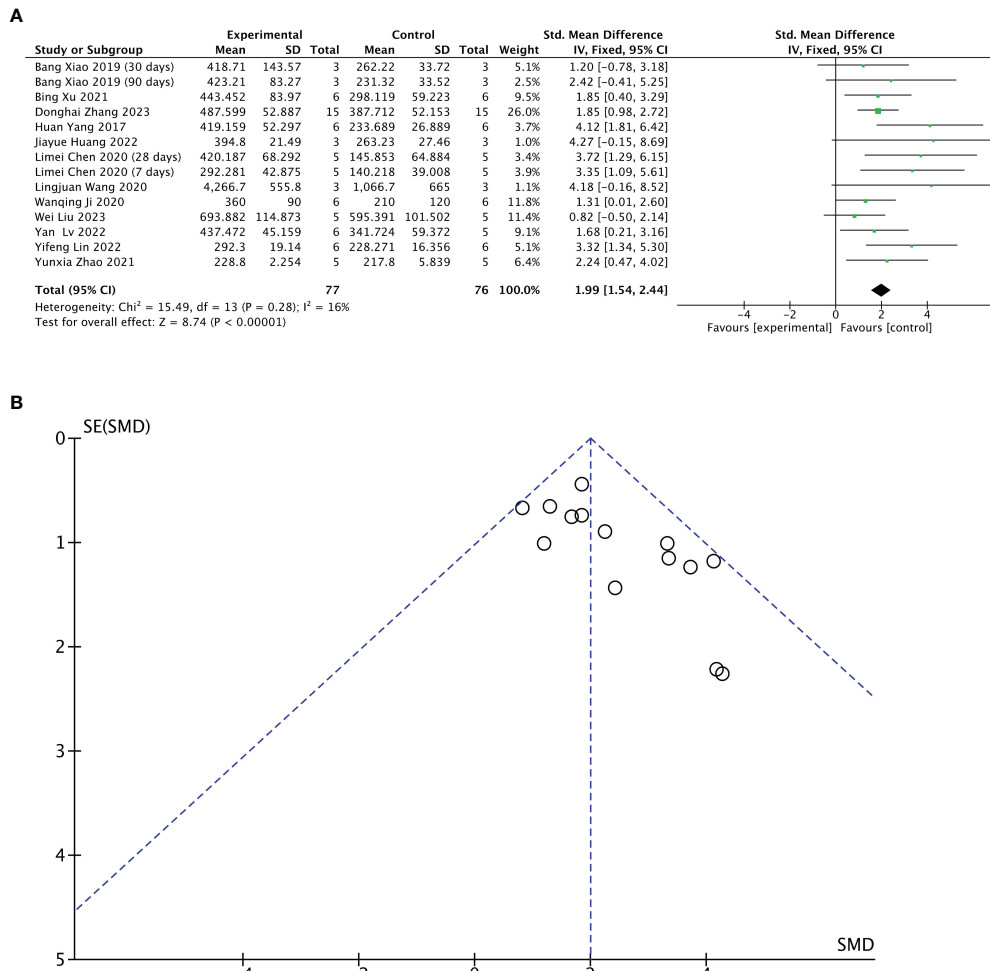 A
Experimental Control Std. Mean Difference Std. Mean Difference
Study or Subgroup Mean SD Total Mean SD Total Weight IV, Fixed, 95% CI IV, Fixed, 95% CI
Bang Xiao 2019 (30 days) 418.71 143.57 3 262.22 33.72 3 5.1% 1.20 [-0.78, 3.18]
Bang Xiao 2019 (90 days) 423.21 83.27 3 231.32 33.52 3 2.5% 2.42 [-0.41, 5.25]
Bing Xu 2021 443.452 83.97 6 298.119 59.223 6 9.5% 1.85 [0.40, 3.29]
Donghai Zhang 2023 487.599 52.887 15 387.712 52.153 15 26.0% 1.85 [0.98, 2.72]
Huan Yang 2017 419.159 52.297 6 233.689 26.889 6 3.7% 4.12 [1.81, 6.42]
Jiayue Huang 2022 394.8 21.49 3 263.23 27.46 3 1.0% 4.27 [-0.15, 8.69]
Limei Chen 2020 (28 days) 420.187 68.292 5 145.853 64.884 5 3.4% 3.72 [1.29, 6.15]
Limei Chen 2020 (7 days) 292.281 42.875 5 140.218 39.008 5 3.9% 3.35 [1.09, 5.61]
Lingjuan Wang 2020 4,266.7 555.8 3 1,066.7 665 3 1.1% 4.18 [-0.16, 8.52]
Wanqing Ji 2020 360 90 6 210 120 6 11.8% 1.31 [0.01, 2.60]
Wei Liu 2023 693.882 114.873 5 595.391 101.502 5 11.4% 0.82 [-0.50, 2.14]
Yan Lv 2022 437.472 45.159 6 341.724 59.372 5 9.1% 1.68 [0.21, 3.16]
Yifeng Lin 2022 292.3 19.14 6 228.271 16.356 6 5.1% 3.32 [1.34, 5.30]
Yunxia Zhao 2021 228.8 2.254 5 217.8 5.839 5 6.4% 2.24 [0.47, 4.02]
Total (95% CI) 77 76 100.0% 1.99 [1.54, 2.44]
Heterogeneity: Chi² = 15.49, df = 13 (P = 0.28); I² = 16%
Test for overall effect: Z = 8.74 (P < 0.00001)
-4 -2 0 2 4
Favours [experimental] Favours [control]
B
SE(SMD)
0
1
2
3
4
5
SMD